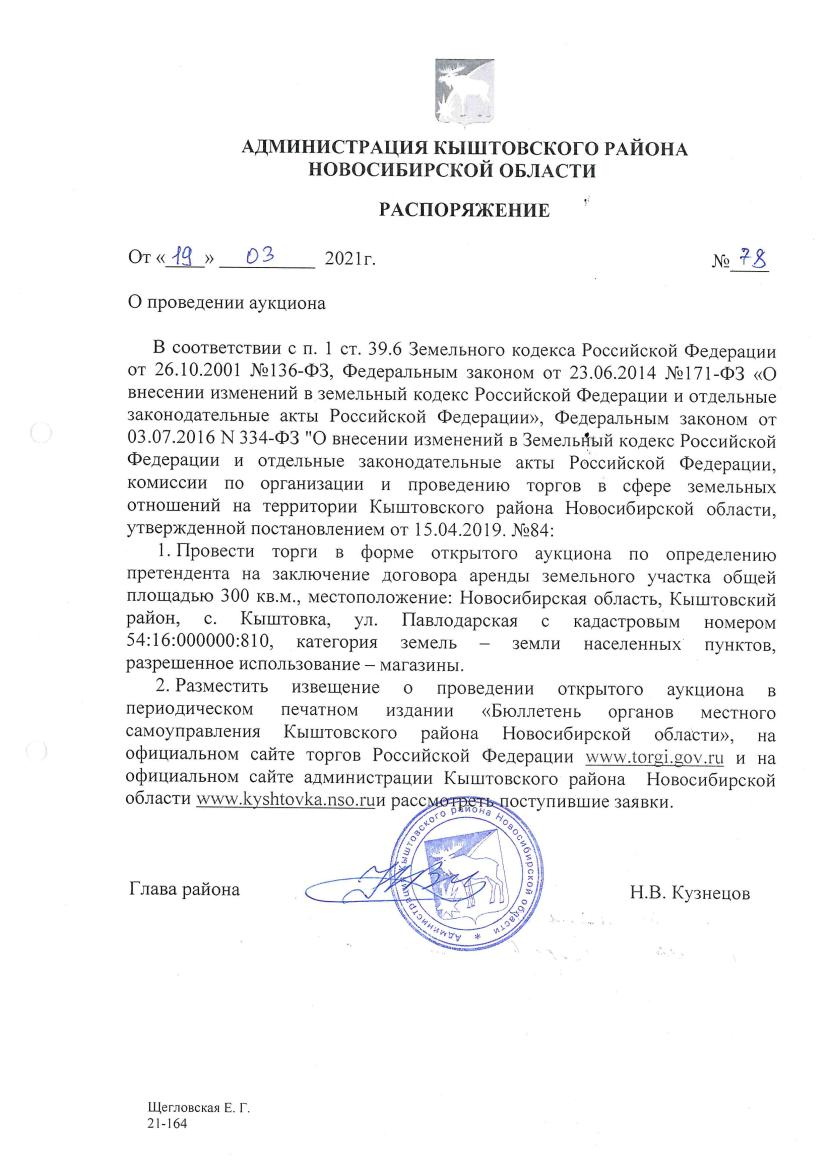 АДМИНИСТРАЦИЯ КЫШТОВСКОГО РАЙОНА
НОВОСИБИРСКОЙ ОБЛАСТИ
РАСПОРЯЖЕНИЕ
От «19» 03 2021г. № 78
О проведении аукциона
В соответствии с п. 1 ст. 39.6 Земельного кодекса Российской Федерации
от 26.10.2001 №136-ФЗ, Федеральным законом от 23.06.2014 №171-ФЗ «О
внесении изменений в земельный кодекс Российской Федерации и отдельные
законодательные акты Российской Федерации», Федеральным законом от
03.07.2016 N 334-ФЗ "О внесении изменений в Земельный кодекс Российской
Федерации и отдельные законодательные акты Российской Федерации,
комиссии по организации и проведению торгов в сфере земельных
отношений на территории Кыштовского района Новосибирской области,
утвержденной постановлением от 15.04.2019. №84:
1. Провести торги в форме открытого аукциона по определению
претендента на заключение договора аренды земельного участка общей
площадью 300 кв.м., местоположение: Новосибирская область, Кыштовский
район, с. Кыштовка, ул. Павлодарская с кадастровым номером
54:16:000000:810, категория земель – земли населенных пунктов,
разрешенное использование – магазины.
2. Разместить извещение о проведении открытого аукциона в
периодическом печатном издании «Бюллетень органов местного
самоуправления Кыштовского района Новосибирской области», на
официальном сайте торгов Российской Федерации www.torgi.gov.ru и на
официальном сайте администрации Кыштовского района Новосибирской
области www.kyshtovka.nso.ruи рассмотреть поступившие заявки.
Администрация Кыштовского района Новосибирской области *
Глава района Н.В. Кузнецов
Щегловская Е. Г.
21-164